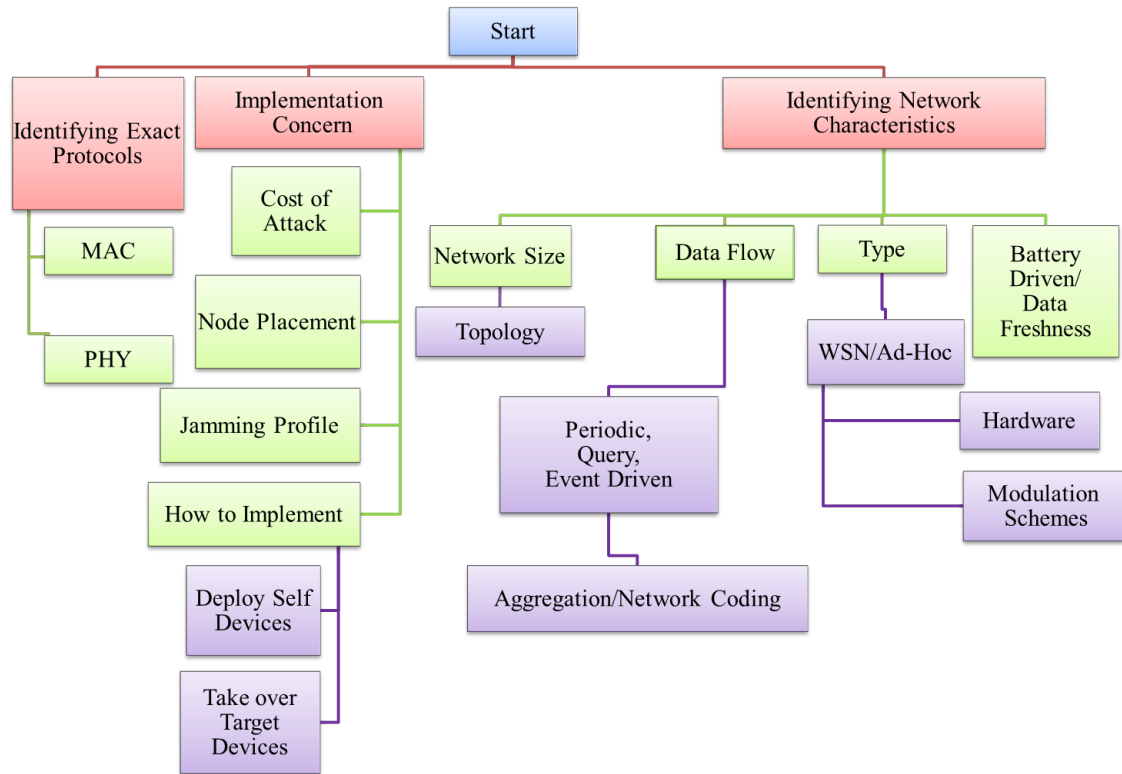 Start
Identifying Exact
Protocols
MAC
PHY
Implementation
Concern
Cost of
Attack
Node Placement
Jamming Profile
How to Implement
Deploy Self
Devices
Take over
Target
Devices
Identifying Network
Characteristics
Network Size
Topology
Data Flow
Periodic,
Query,
Event Driven
Aggregation/Network Coding
Type
WSN/Ad-Hoc
Hardware
Modulation
Schemes
Battery
Driven/
Data
Freshness